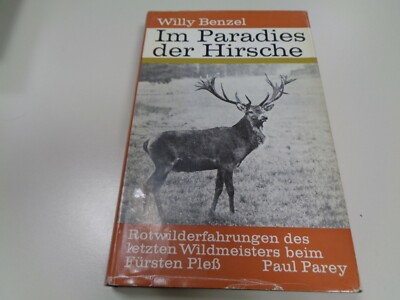 Willy Benzel
Im Paradies
der Hirsche
Rotwilderfahrungen des
letzten Wildmeisters beim
Fürsten Pleß Paul Parey